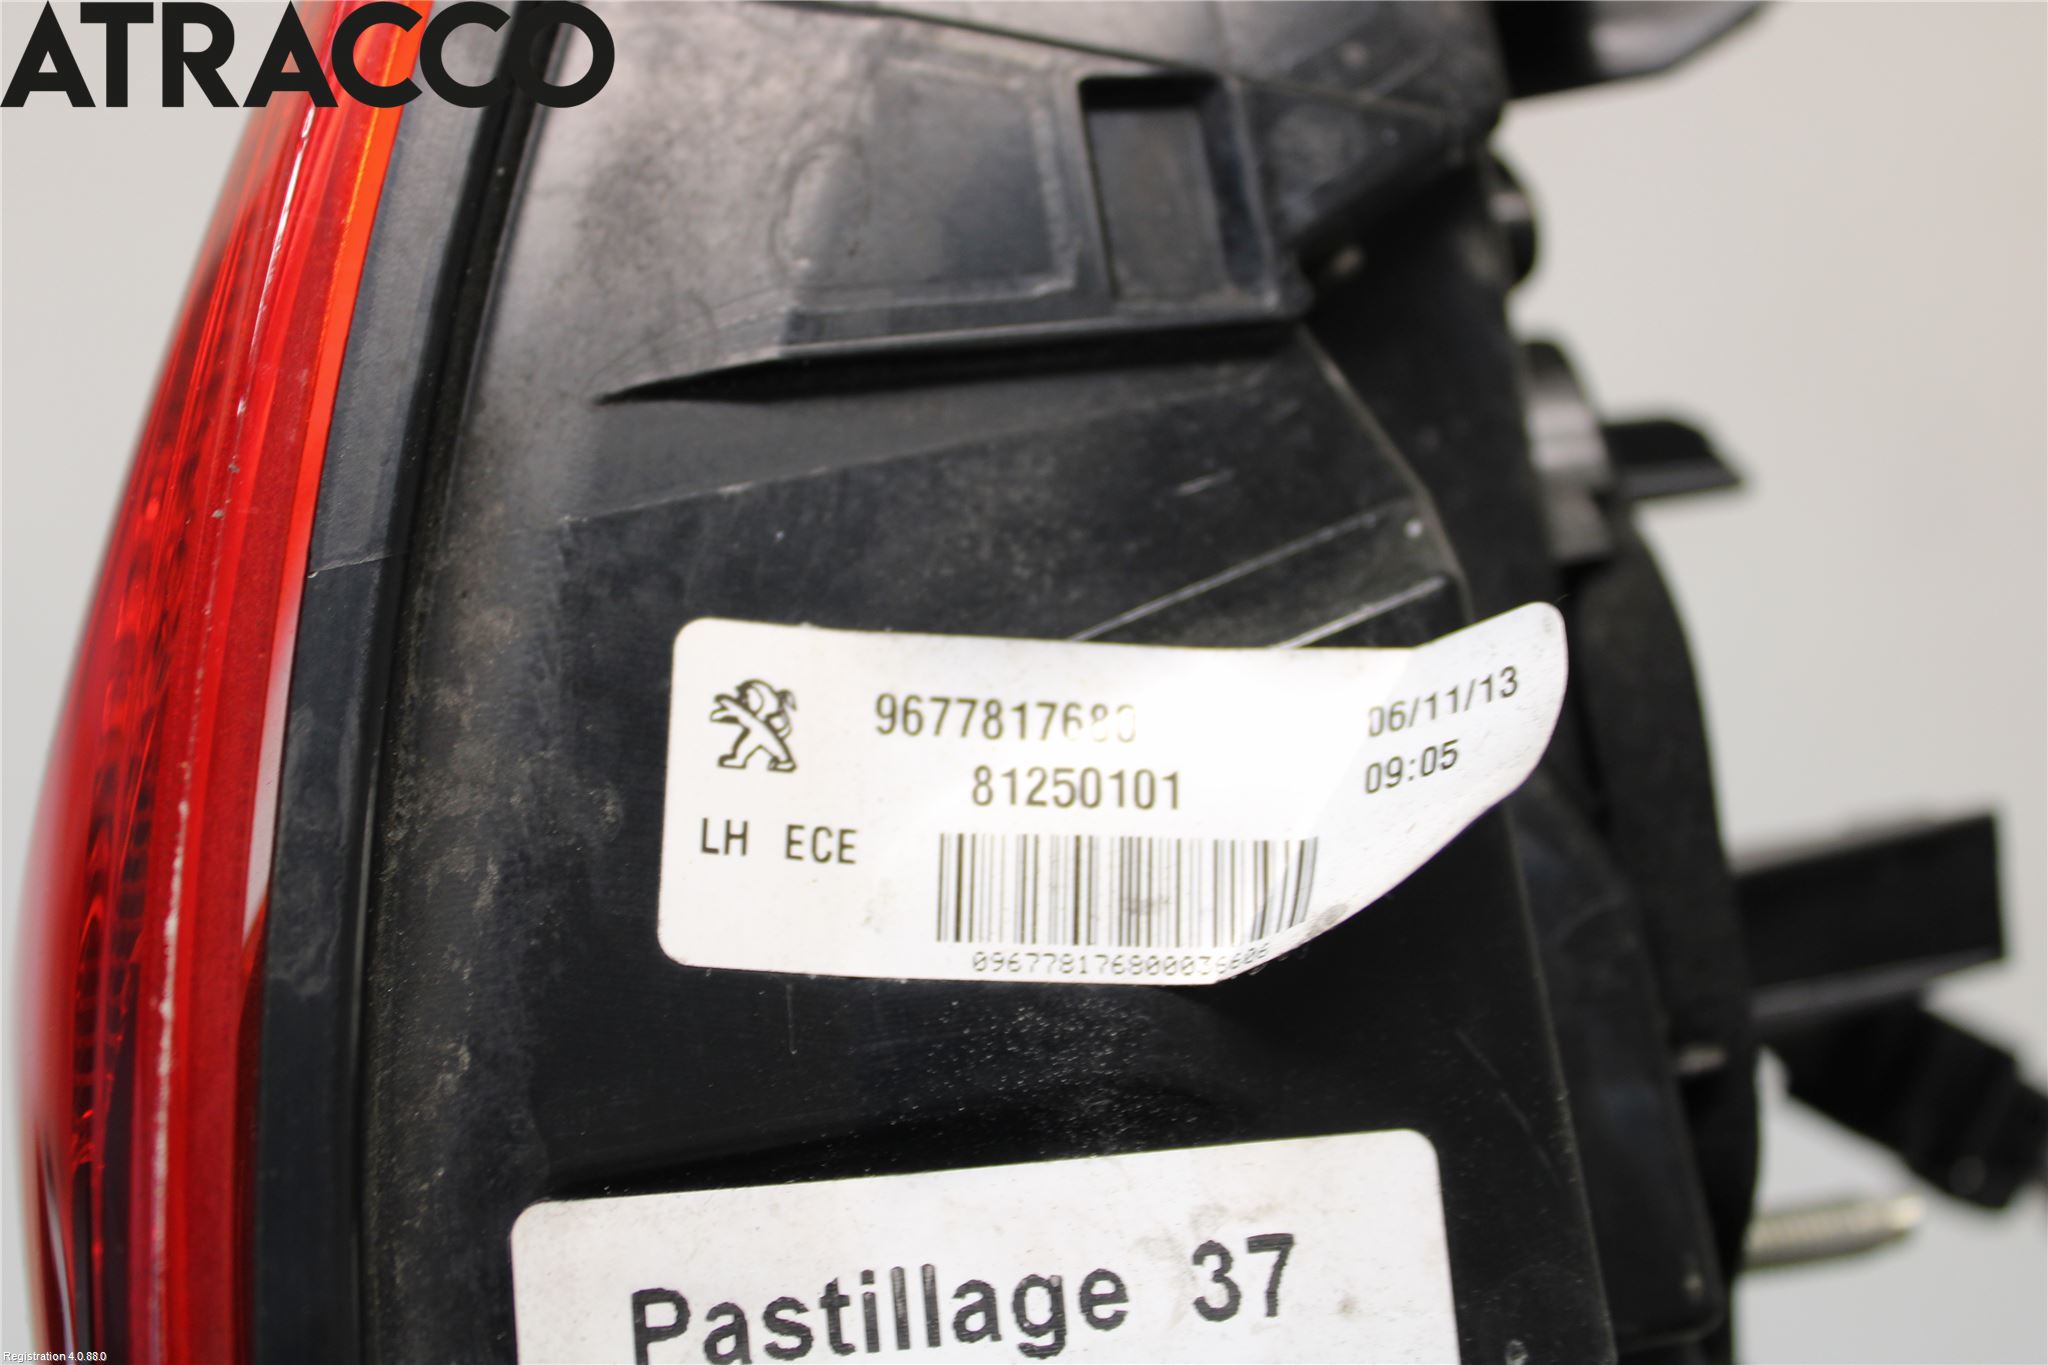 ATRACCO
9677817680 06/11/13
81250101 09:05
LH ECE
Pastillage 37
Registration 4.0.88.0